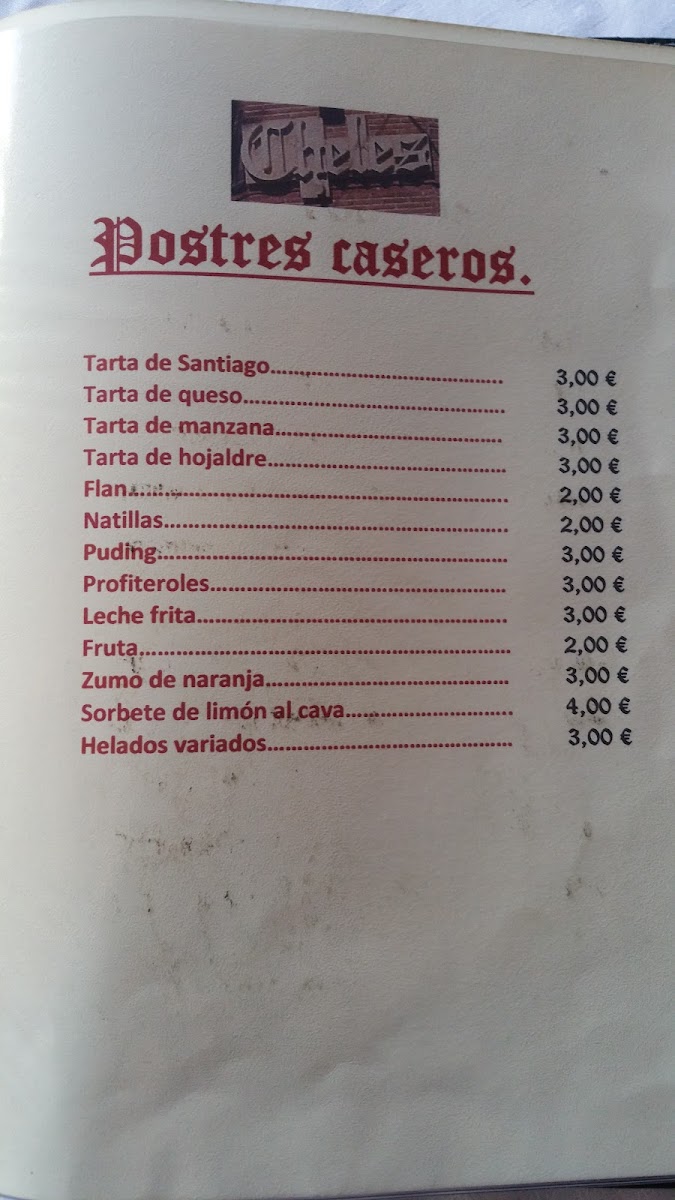 Cheles
Postres caseros.
Tarta de Santiago........................................ 3,00 €
Tarta de queso............................................ 3,00 €
Tarta de manzana....................................... 3,00 €
Tarta de hojaldre......................................... 3,00 €
Flan................................................................ 2,00 €
Natillas.......................................................... 2,00 €
Puding........................................................... 3,00 €
Profiteroles.................................................. 3,00 €
Leche frita.................................................... 3,00 €
Fruta.............................................................. 2,00 €
Zumo de naranja......................................... 3,00 €
Sorbete de limón al cava............................ 4,00 €
Helados variados......................................... 3,00 €